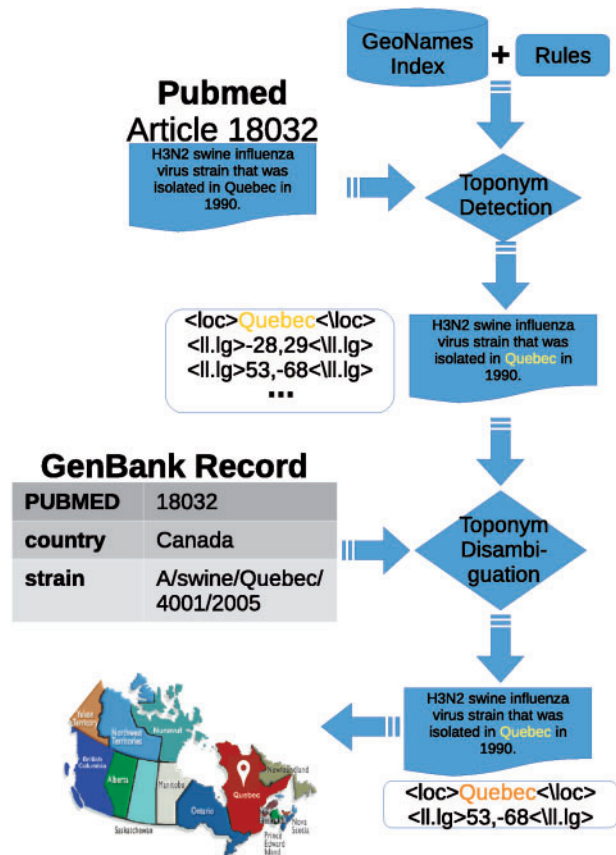 GeoNames
Index
+
Rules
Pubmed
Article 18032
H3N2 swine influenza
virus strain that was
isolated in Quebec in
1990.
Toponym
Detection
<loc>Quebec<\loc>
<ll.lg>-28,29<\ll.lg>
<ll.lg>53,-68<\ll.lg>
...
H3N2 swine influenza
virus strain that was
isolated in Quebec in
1990.
GenBank Record
PUBMED 18032
country Canada
strain A/swine/Quebec/
4001/2005
Toponym
Disambi-
guation
H3N2 swine influenza
virus strain that was
isolated in Quebec in
1990.
<loc>Quebec<\loc>
<ll.lg>53,-68<\ll.lg>
Yukon
Territory
Northwest
Territories
Nunavut
British
Columbia
Alberta
Saskatchewan
Manitoba
Ontario
Quebec
Newfoundland
Nova
Scotia
Prince
Edward
Island